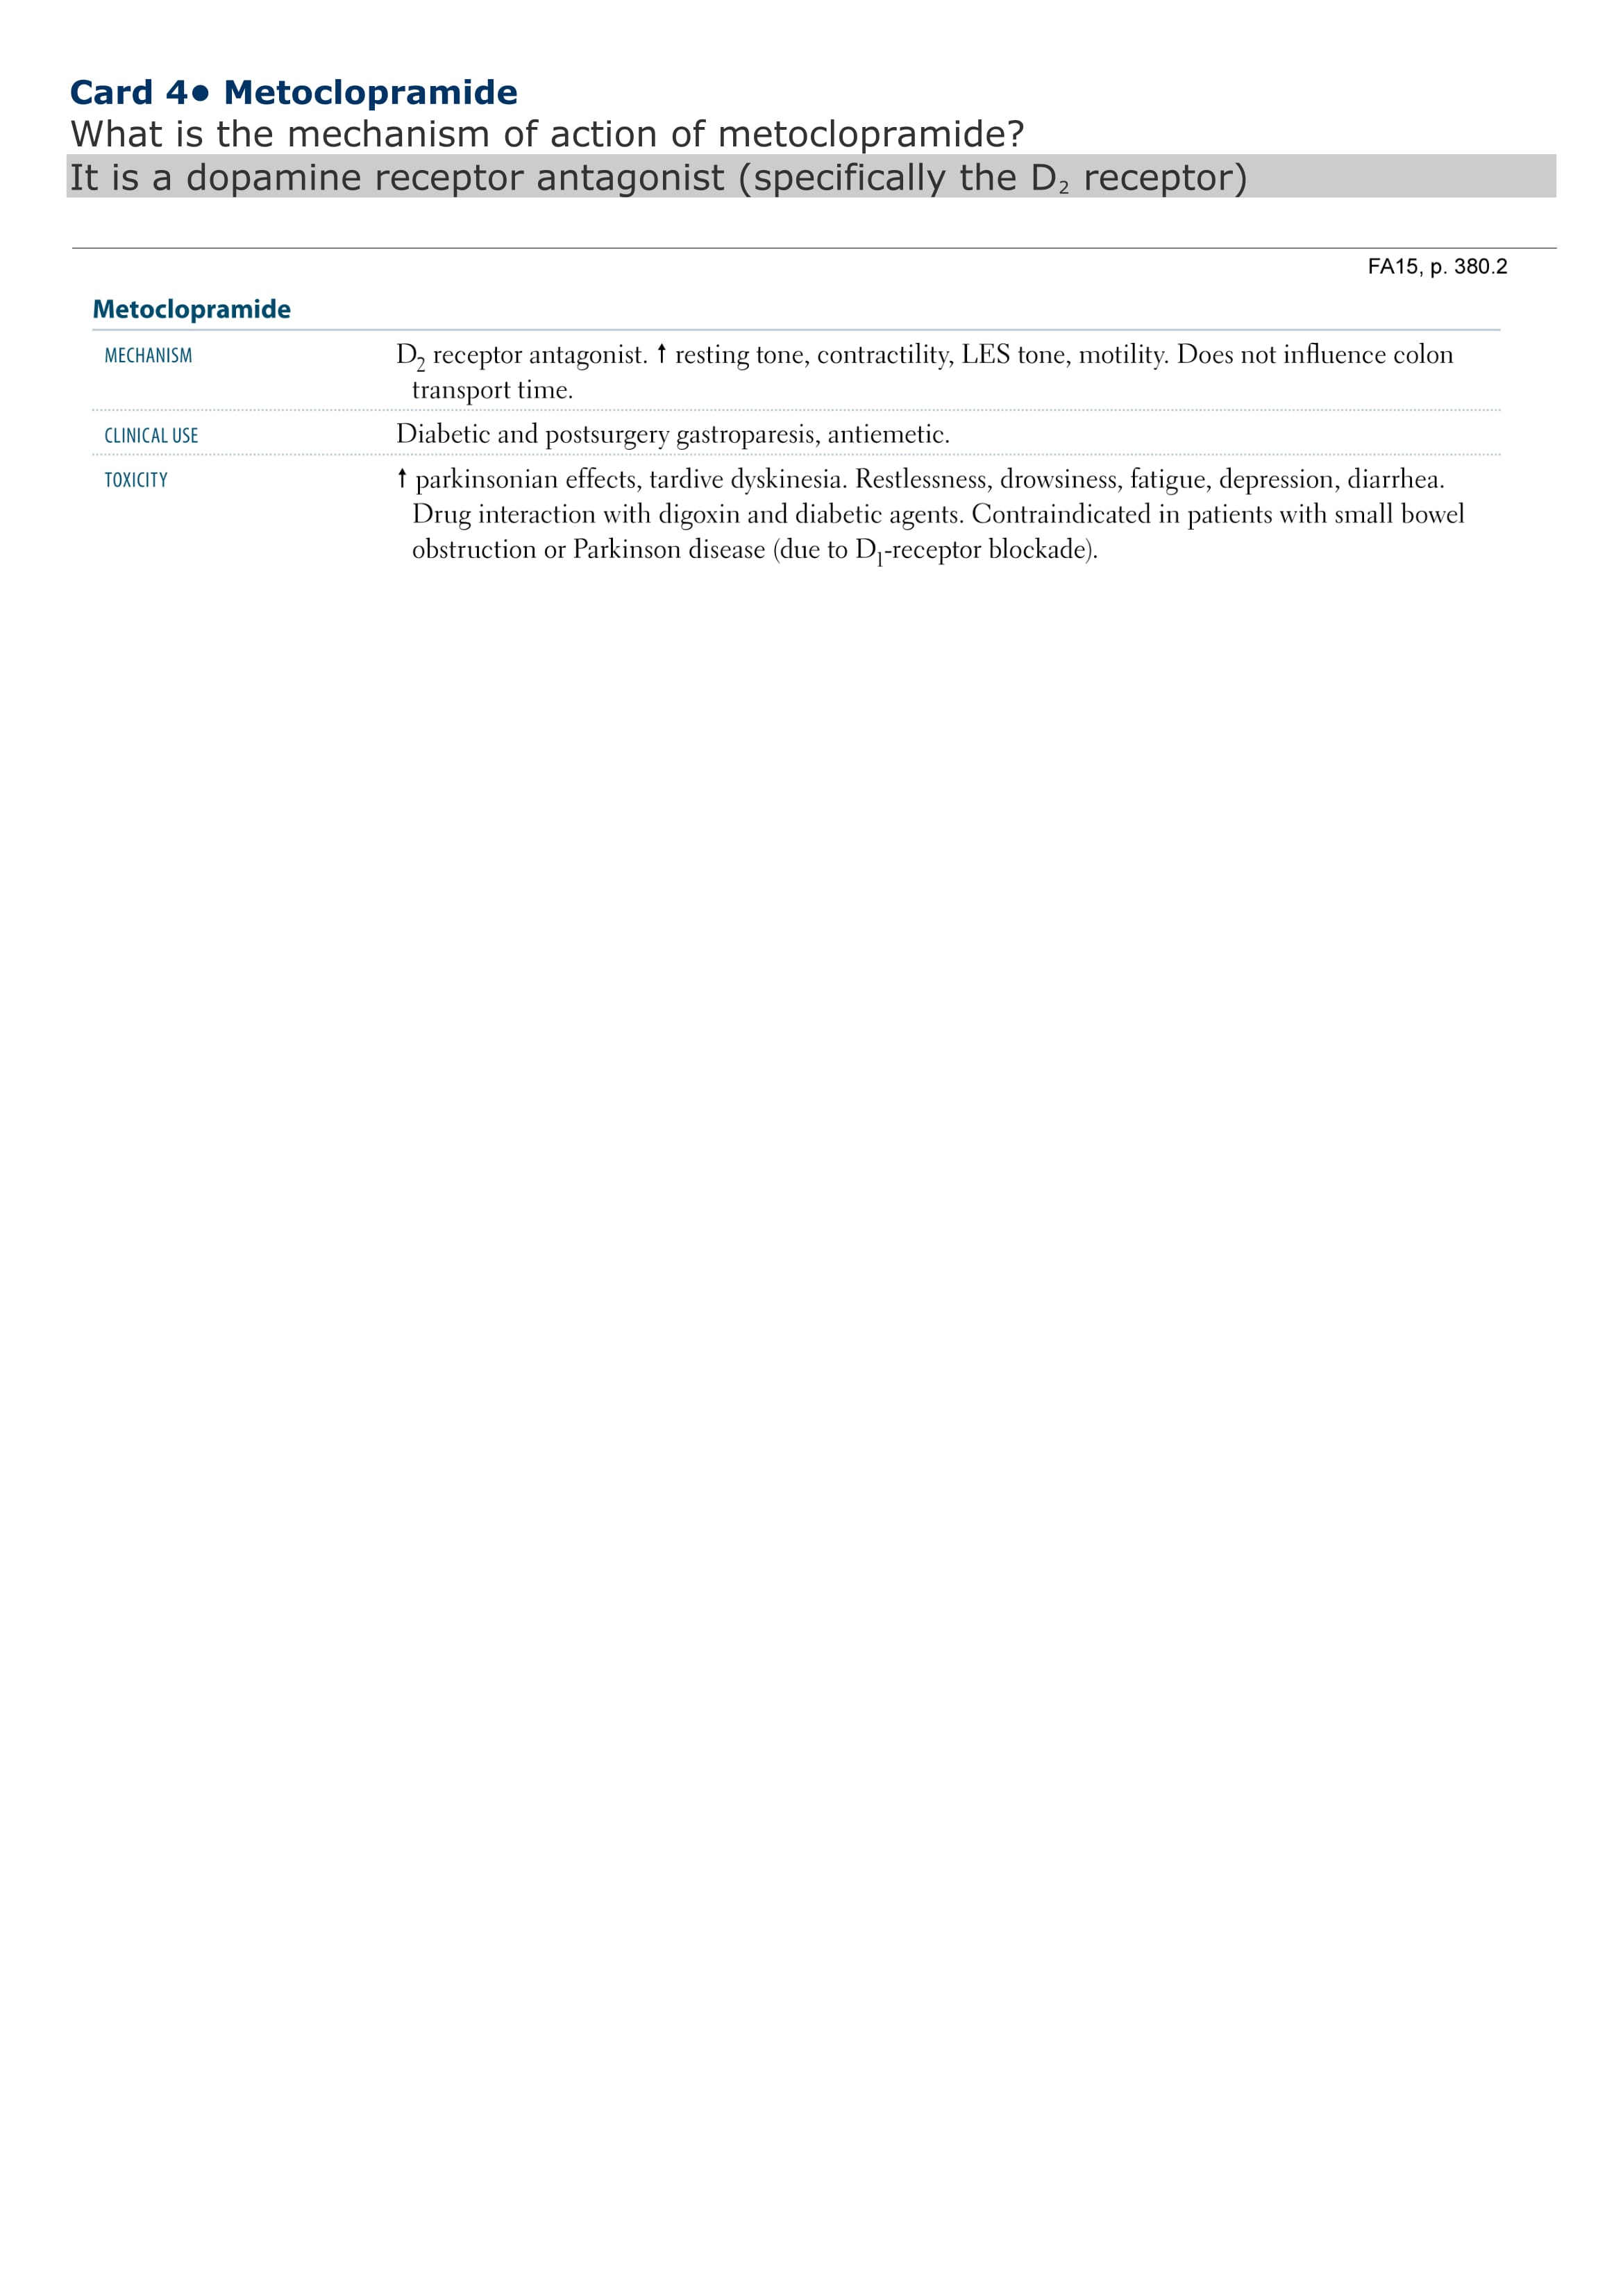 Card 4● Metoclopramide
What is the mechanism of action of metoclopramide?
It is a dopamine receptor antagonist (specifically the D₂ receptor)
FA15, p. 380.2
Metoclopramide
MECHANISM D₂ receptor antagonist. ↑ resting tone, contractility, LES tone, motility. Does not influence colon
transport time.
CLINICAL USE Diabetic and postsurgery gastroparesis, antiemetic.
TOXICITY ↑ parkinsonian effects, tardive dyskinesia. Restlessness, drowsiness, fatigue, depression, diarrhea.
Drug interaction with digoxin and diabetic agents. Contraindicated in patients with small bowel
obstruction or Parkinson disease (due to D₁-receptor blockade).